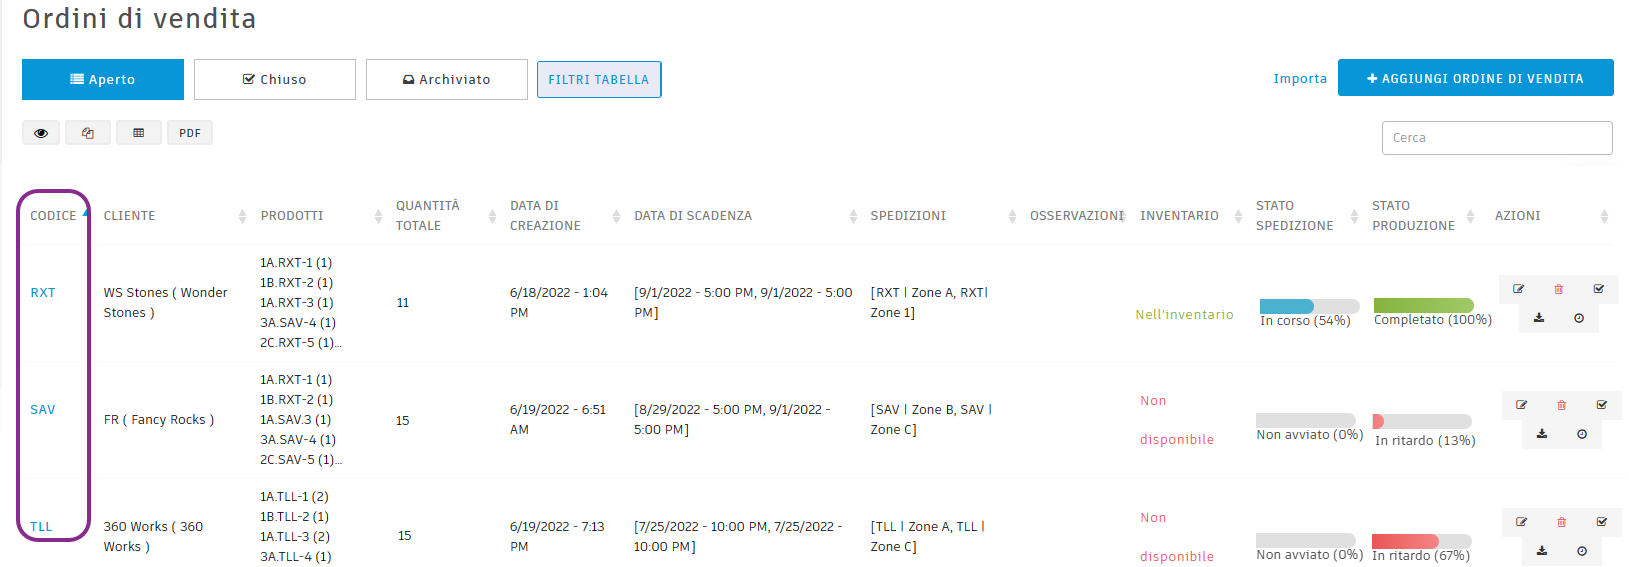 Ordini di vendita
Aperto
Chiuso
Archiviato
FILTRI TABELLA
Importa
AGGIUNGI ORDINE DI VENDITA
PDF
Cerca
CODICE
CLIENTE
PRODOTTI
QUANTITÀ
TOTALE
DATA DI
CREAZIONE
DATA DI SCADENZA
SPEDIZIONI
OSSERVAZIONI
INVENTARIO
STATO
SPEDIZIONE
STATO
PRODUZIONE
AZIONI
RXT
WS Stones ( Wonder
Stones )
1A.RXT-1 (1)
1B.RXT-2 (1)
1A.RXT-3 (1)
3A.SAV-4 (1)
2C.RXT-5 (1)...
11
6/18/2022 - 1:04
PM
[9/1/2022 - 5:00 PM, 9/1/2022 - 5:00
PM]
[RXT | Zone A, RXT|
Zone 1]
Nell'inventario
In corso (54%)
Completato (100%)
SAV
FR ( Fancy Rocks )
1A.RXT-1 (1)
1B.RXT-2 (1)
1A.SAV.3 (1)
3A.SAV-4 (1)
2C.SAV-5 (1)...
15
6/19/2022 - 6:51
AM
[8/29/2022 - 5:00 PM, 9/1/2022 -
5:00 PM]
[SAV | Zone B, SAV |
Zone C]
Non
disponibile
Non avviato (0%)
In ritardo (13%)
TLL
360 Works ( 360
Works )
1A.TLL-1 (2)
1B.TLL-2 (1)
1A.TLL-3 (2)
3A.TLL-4 (1)
15
6/19/2022 - 7:13
PM
[7/25/2022 - 10:00 PM, 7/25/2022 -
10:00 PM]
[TLL | Zone A, TLL |
Zone C]
Non
disponibile
Non avviato (0%)
In ritardo (67%)